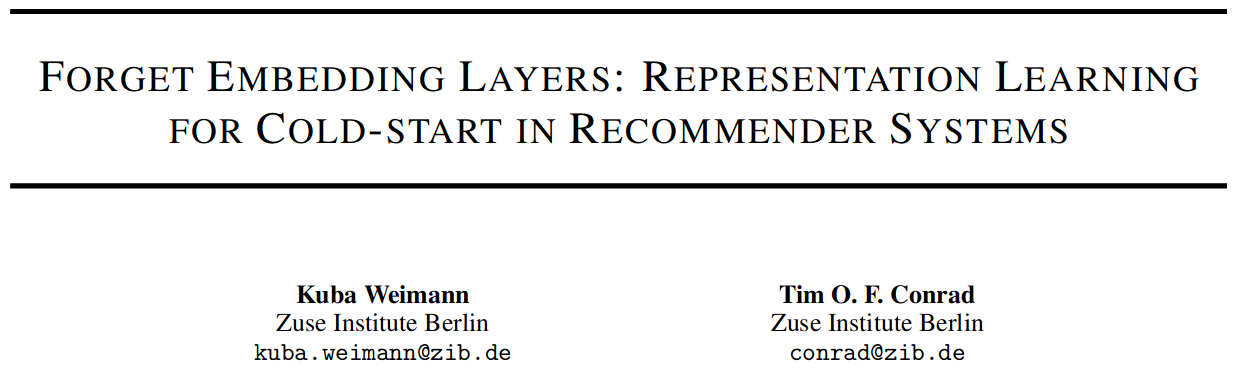 FORGET EMBEDDING LAYERS: REPRESENTATION LEARNING
FOR COLD-START IN RECOMMENDER SYSTEMS
Kuba Weimann
Zuse Institute Berlin
kuba.weimann@zib.de
Tim O. F. Conrad
Zuse Institute Berlin
conrad@zib.de